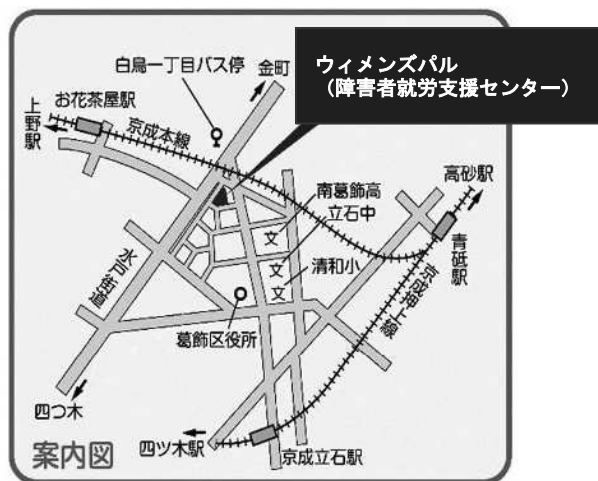 ウィメンズパル
（障害者就労支援センター）
白鳥一丁目バス停
金町
お花茶屋駅
上野駅
京成本線
高砂駅
南葛飾高
立石中
文
文
清和小
文
青砥駅
京成押上線
水戸街道
葛飾区役所
四つ木
四ツ木駅
京成立石駅
案内図